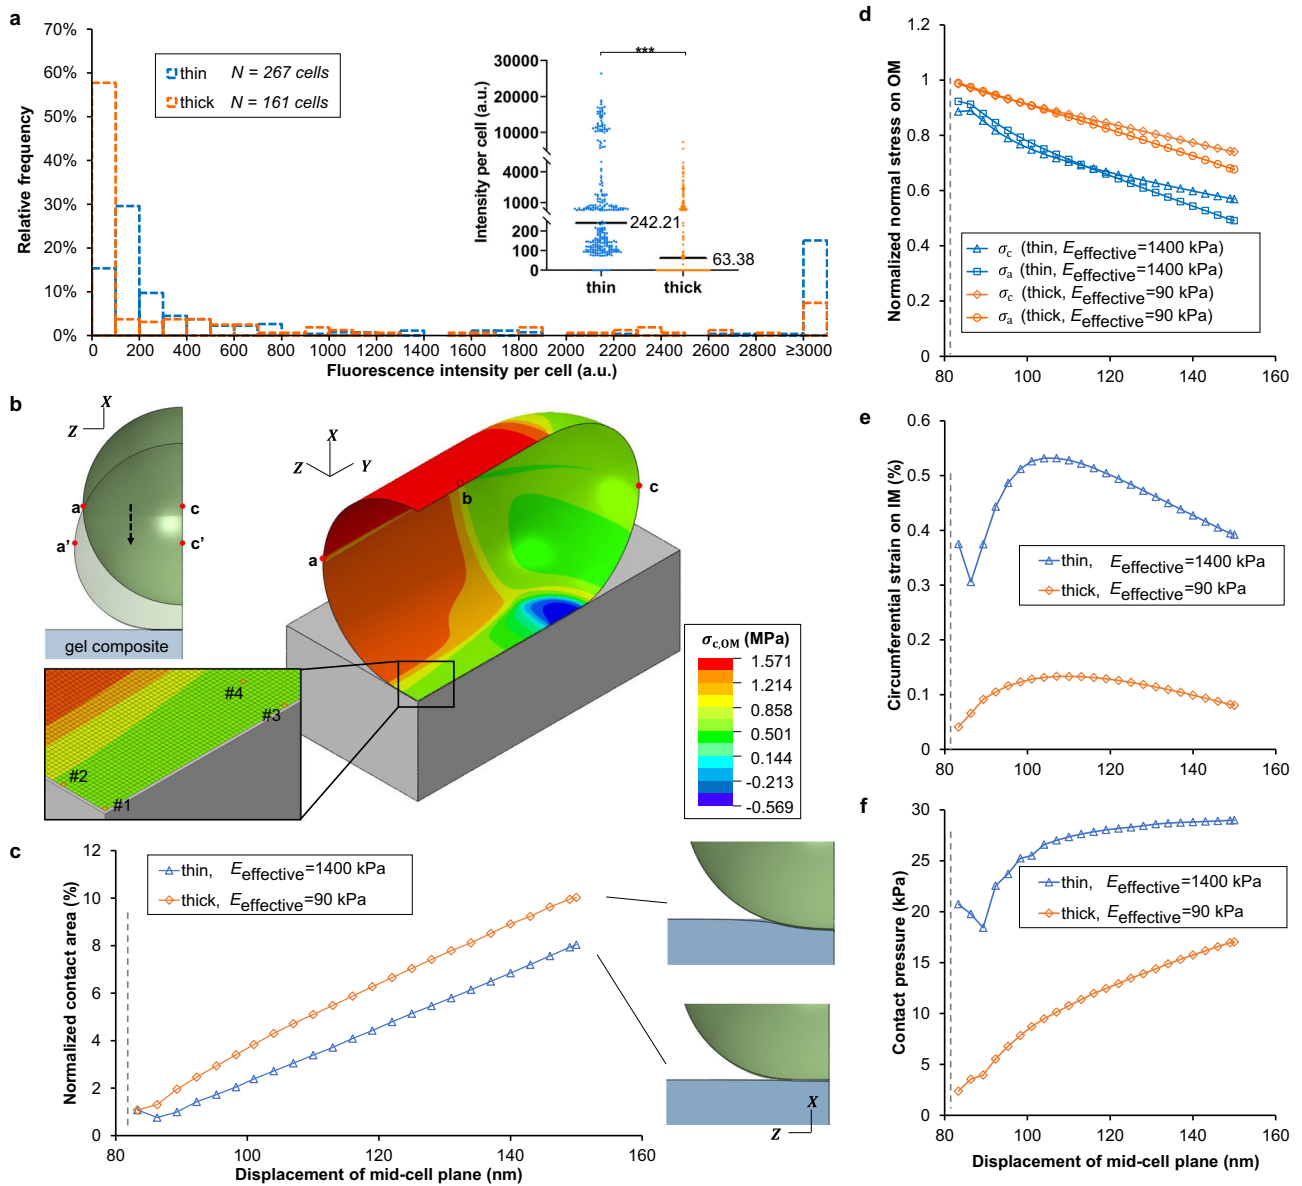 a
70%
60%
50%
40%
30%
20%
10%
0%
Relative frequency
thin N = 267 cells
thick N = 161 cells
0 200 400 600 800 1000 1200 1400 1600 1800 2000 2200 2400 2600 2800 ≥3000
Fluorescence intensity per cell (a.u.)
***
30000
20000
10000
4000
1000
200
100
0
Intensity per cell (a.u.)
242.21
63.38
thin thick
b
X
Z
a c
a' c'
gel composite
X
Z Y
a
b
c
#4
#3
#2
#1
σc,OM (MPa)
1.571
1.214
0.858
0.501
0.144
-0.213
-0.569
c
12
10
8
6
4
2
0
Normalized contact area (%)
thin, Eeffective=1400 kPa
thick, Eeffective=90 kPa
80 100 120 140 160
Displacement of mid-cell plane (nm)
X
Z
d
1
0.8
0.6
0.4
0.2
0
Normalized normal stress on OM
σc (thin, Eeffective=1400 kPa)
σa (thin, Eeffective=1400 kPa)
σc (thick, Eeffective=90 kPa)
σa (thick, Eeffective=90 kPa)
80 100 120 140 160
e
0.6
0.5
0.4
0.3
0.2
0.1
0
Circumferential strain on IM (%)
thin, Eeffective=1400 kPa
thick, Eeffective=90 kPa
80 100 120 140 160
f
30
25
20
15
10
5
0
Contact pressure (kPa)
thin, Eeffective=1400 kPa
thick, Eeffective=90 kPa
80 100 120 140 160
Displacement of mid-cell plane (nm)